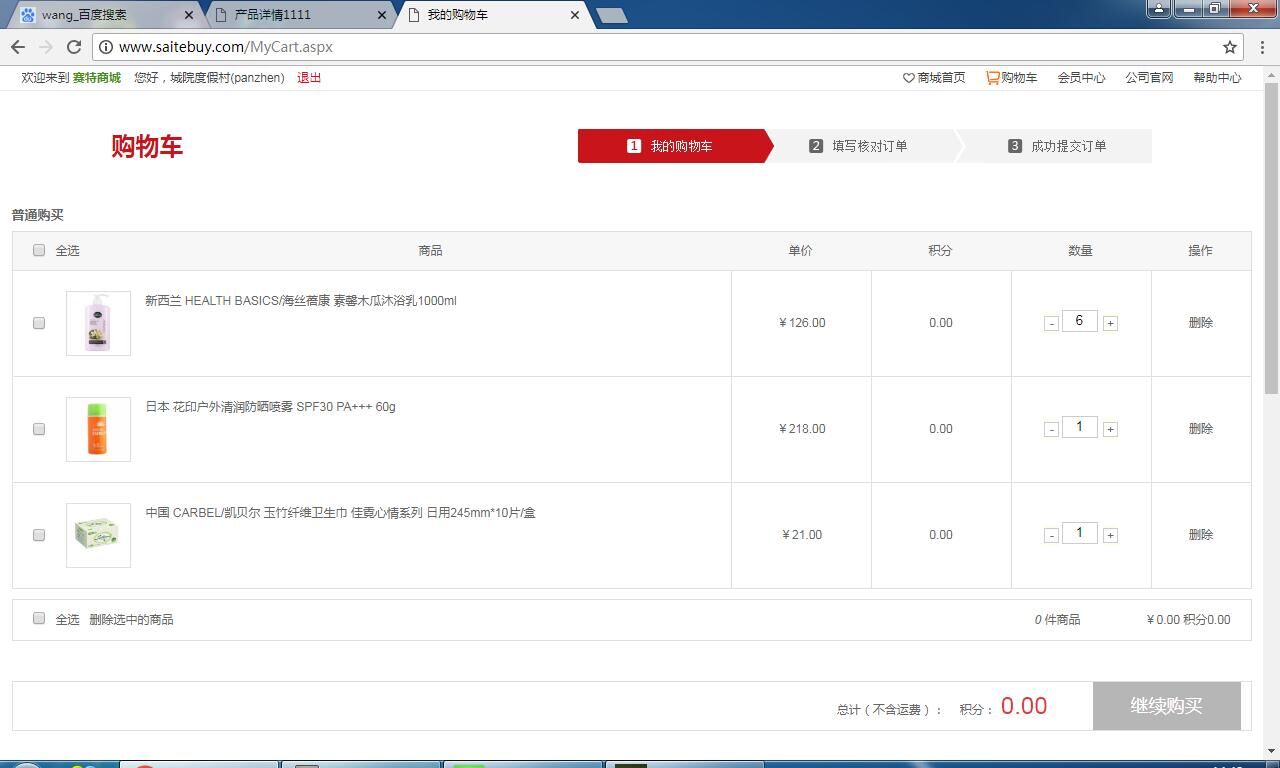 wang_百度搜索 产品详情1111 我的购物车
www.saitebuy.com/MyCart.aspx
欢迎来到 赛特商城 您好，域院度假村(panzhen) 退出 商城首页 购物车 会员中心 公司官网 帮助中心
购物车 1 我的购物车 2 填写核对订单 3 成功提交订单
普通购买
全选 商品 单价 积分 数量 操作
新西兰 HEALTH BASICS/海丝蓓康 素馨木瓜沐浴乳1000ml
￥126.00 0.00 - 6 + 删除
日本 花印户外清润防晒喷雾 SPF30 PA+++ 60g
￥218.00 0.00 - 1 + 删除
中国 CARBEL/凯贝尔 玉竹纤维卫生巾 佳霓心情系列 日用245mm*10片/盒
￥21.00 0.00 - 1 + 删除
全选 删除选中的商品 0 件商品 ￥0.00 积分0.00
总计（不含运费）： 积分： 0.00 继续购买